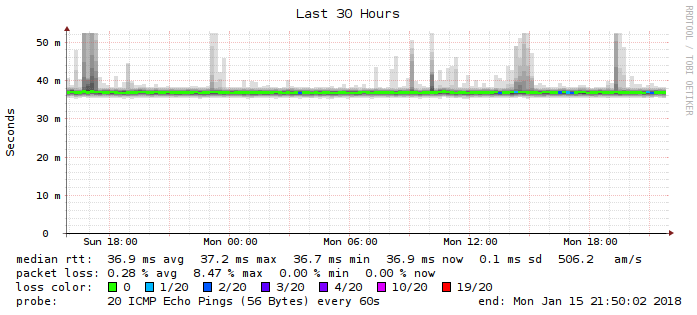 Last 30 Hours
RRDTOOL / TOBI OETIKER
Seconds
50 m
40 m
30 m
20 m
10 m
0
Sun 18:00 Mon 00:00 Mon 06:00 Mon 12:00 Mon 18:00
median rtt: 36.9 ms avg 37.2 ms max 36.7 ms min 36.9 ms now 0.1 ms sd 506.2 am/s
packet loss: 0.28 % avg 8.47 % max 0.00 % min 0.00 % now
loss color: 0 1/20 2/20 3/20 4/20 10/20 19/20
probe: 20 ICMP Echo Pings (56 Bytes) every 60s end: Mon Jan 15 21:50:02 2018